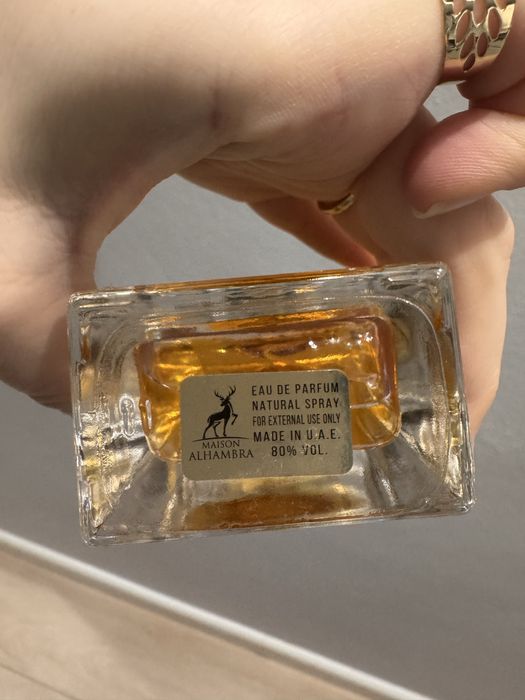 MAISON
ALHAMBRA
EAU DE PARFUM
NATURAL SPRAY
FOR EXTERNAL USE ONLY
MADE IN U.A.E.
80% VOL.